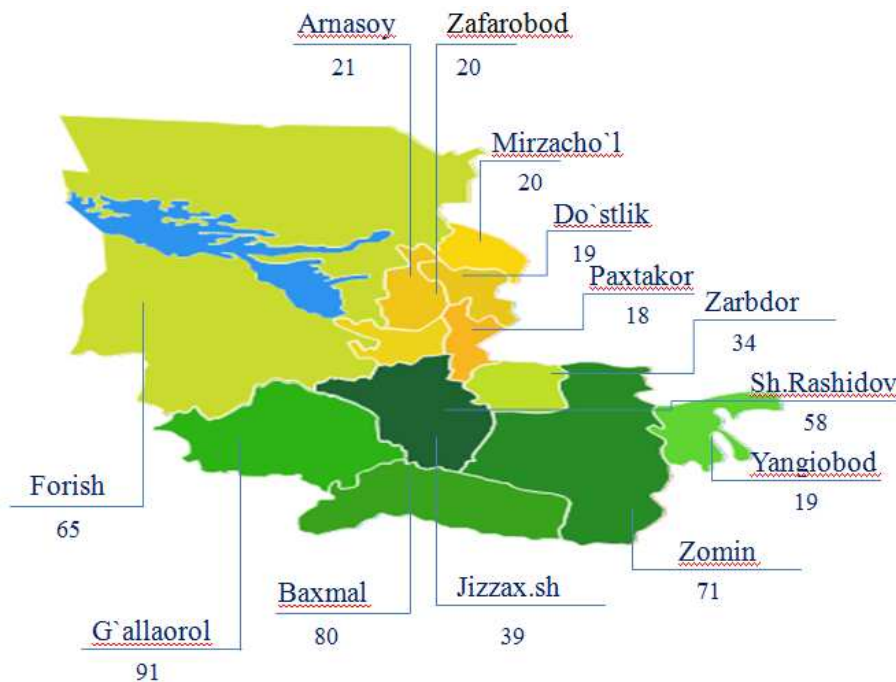 Arnasoy
21
Zafarobod
20
Mirzacho`l
20
Do`stlik
19
Paxtakor
18
Zarbdor
34
Sh.Rashidov
58
Yangiobod
19
Forish
65
Zomin
71
Baxmal
80
Jizzax.sh
39
G`allaorol
91